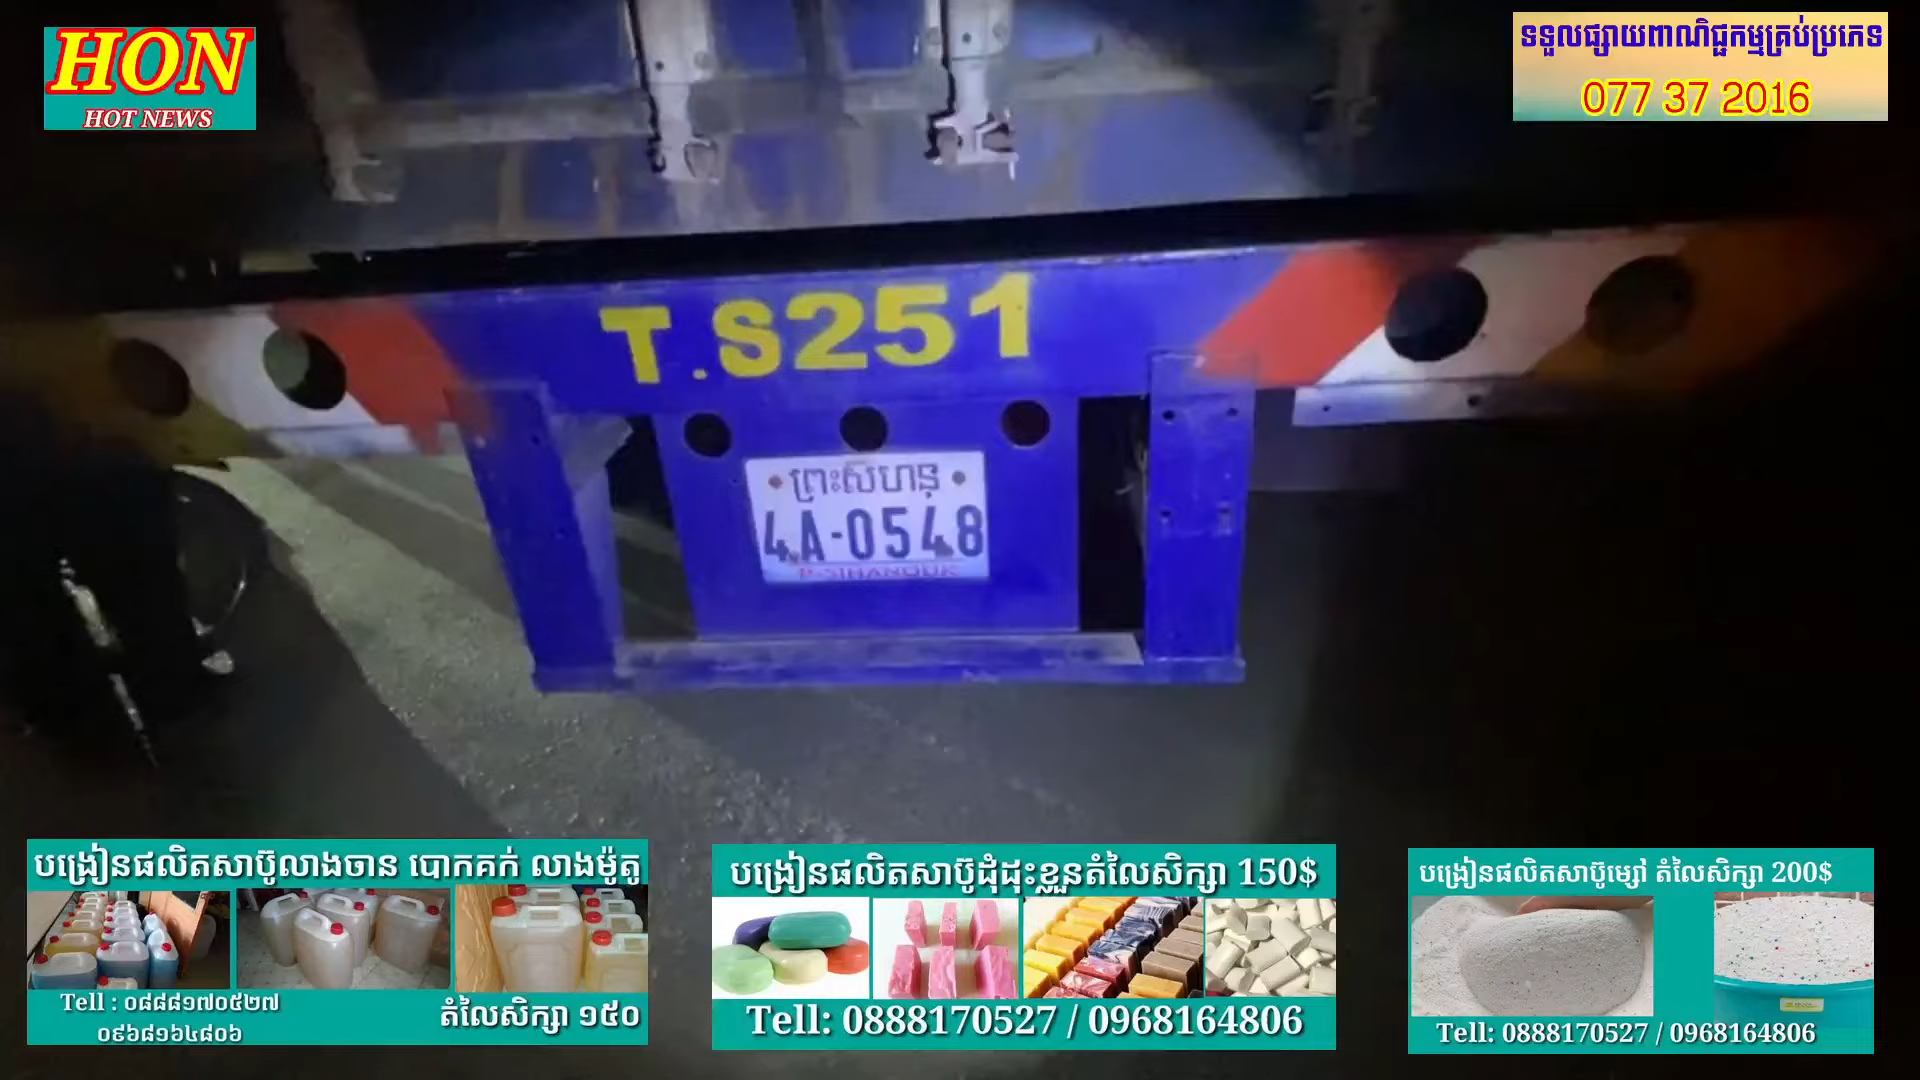 HON
HOT NEWS
ទទួលផ្សាយពាណិជ្ជកម្មគ្រប់ប្រភេទ
077 37 2016
T.S251
ព្រះសីហនុ
4A-0548
P-SIHANOUK
បង្រៀនផលិតសាប៊ូលាងចាន បោកគក់ លាងម៉ូតូ
Tell : ០៨៨៨១៧០៥២៧
០៩៦៨១៦៤៨០៦
តំលៃសិក្សា ១៥០
បង្រៀនផលិតសាប៊ូដុំដុះខ្លួនតំលៃសិក្សា 150$
Tell: 0888170527 / 0968164806
បង្រៀនផលិតសាប៊ូម្សៅ តំលៃសិក្សា 200$
Tell: 0888170527 / 0968164806